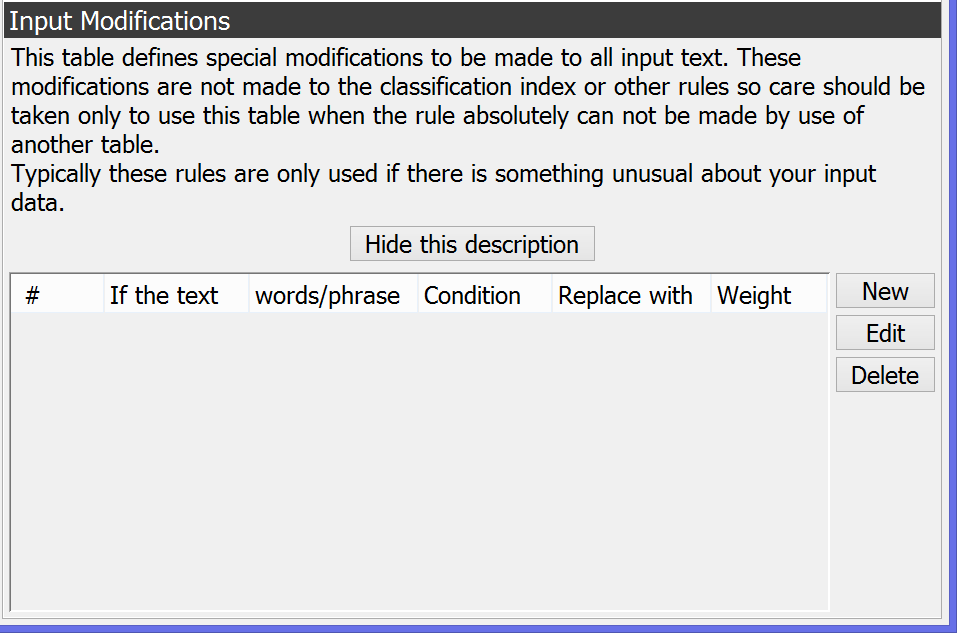 Input Modifications
This table defines special modifications to be made to all input text. These
modifications are not made to the classification index or other rules so care should be
taken only to use this table when the rule absolutely can not be made by use of
another table.
Typically these rules are only used if there is something unusual about your input
data.
Hide this description
# If the text words/phrase Condition Replace with Weight
New
Edit
Delete